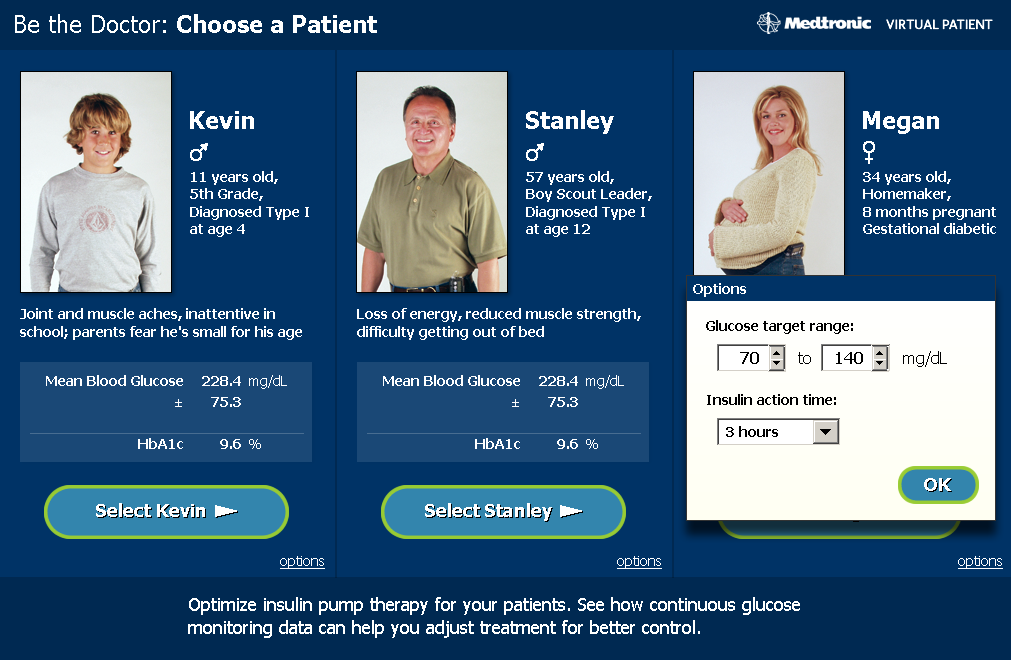 Be the Doctor: Choose a Patient
Medtronic VIRTUAL PATIENT
Kevin
11 years old,
5th Grade,
Diagnosed Type I
at age 4
Joint and muscle aches, inattentive in
school; parents fear he's small for his age
Mean Blood Glucose 228.4 mg/dL
± 75.3
HbA1c 9.6 %
Select Kevin
options
Stanley
57 years old,
Boy Scout Leader,
Diagnosed Type I
at age 12
Loss of energy, reduced muscle strength,
difficulty getting out of bed
Mean Blood Glucose 228.4 mg/dL
± 75.3
HbA1c 9.6 %
Select Stanley
options
Megan
34 years old,
Homemaker,
8 months pregnant
Gestational diabetic
Options
Glucose target range:
70 to 140 mg/dL
Insulin action time:
3 hours
OK
options
Optimize insulin pump therapy for your patients. See how continuous glucose
monitoring data can help you adjust treatment for better control.